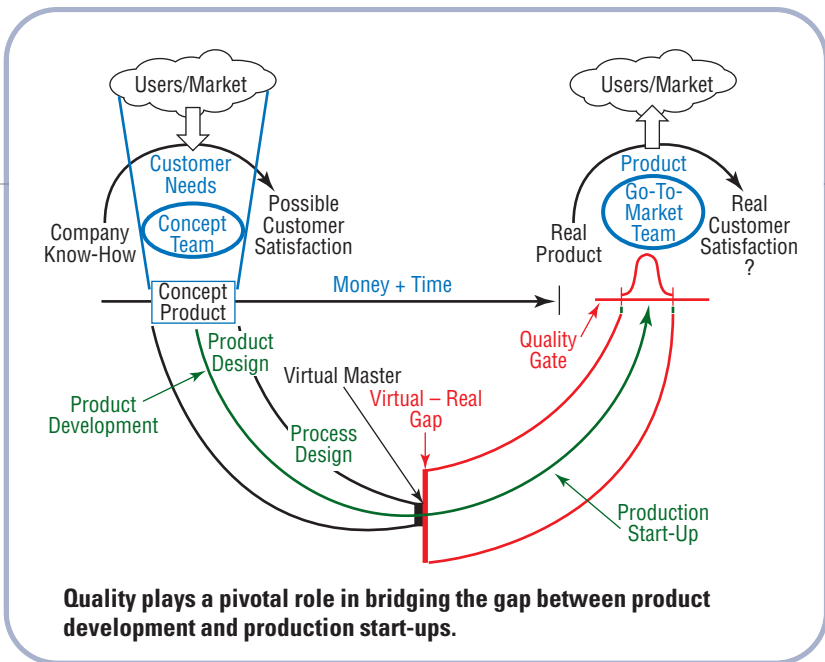 Users/Market
Customer
Needs
Concept
Team
Company
Know-How
Possible
Customer
Satisfaction
Concept
Product
Money + Time
Users/Market
Product
Go-To-
Market
Team
Real
Product
Real
Customer
Satisfaction
?
Quality
Gate
Product
Design
Product
Development
Virtual Master
Virtual – Real
Gap
Process
Design
Production
Start-Up
Quality plays a pivotal role in bridging the gap between product
development and production start-ups.